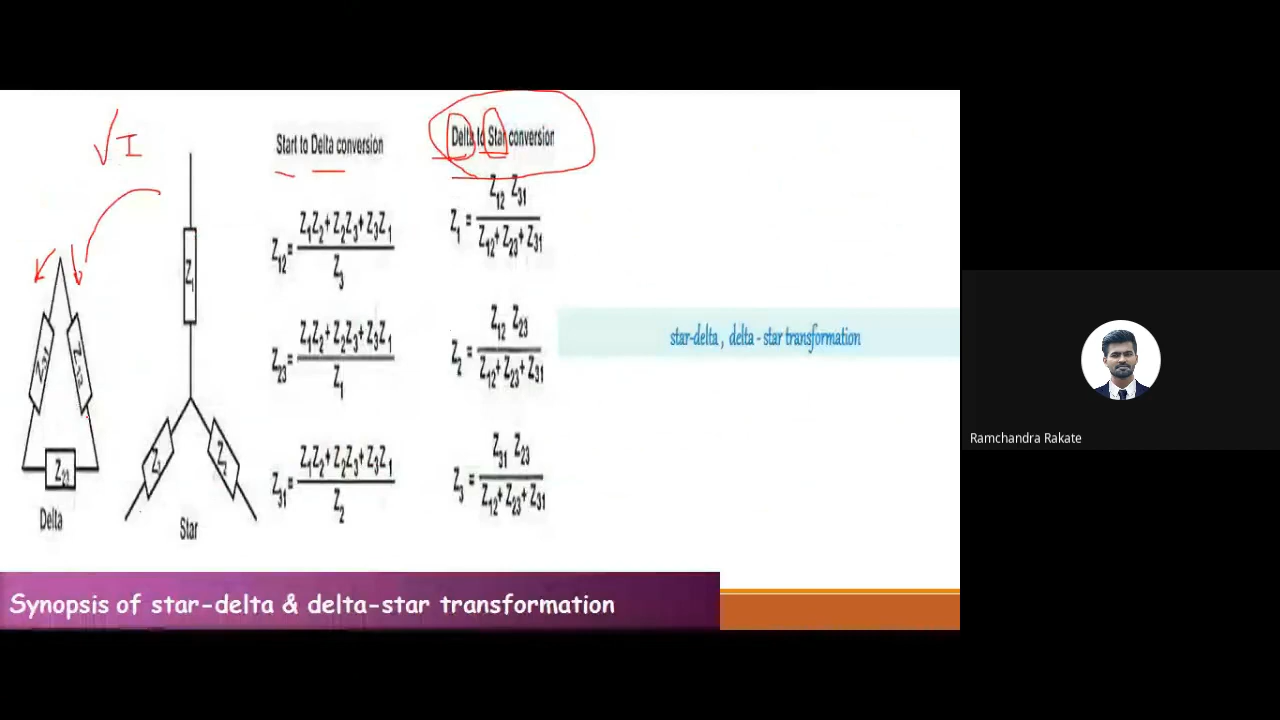 √ I
Start to Delta conversion
Delta to Star conversion
Z12= Z1Z2+ Z2Z3+ Z3Z1 / Z3
Z1 = Z12 Z31 / Z12+ Z23+ Z31
Z1
Z31
Z12
Z23= Z1Z2+ Z2Z3+ Z3Z1 / Z1
Z2 = Z12 Z23 / Z12+ Z23+ Z31
star-delta , delta - star transformation
Z23
Z31= Z1Z2+ Z2Z3+ Z3Z1 / Z2
Z3 = Z31 Z23 / Z12+ Z23+ Z31
Delta
Star
Synopsis of star-delta & delta-star transformation
Ramchandra Rakate